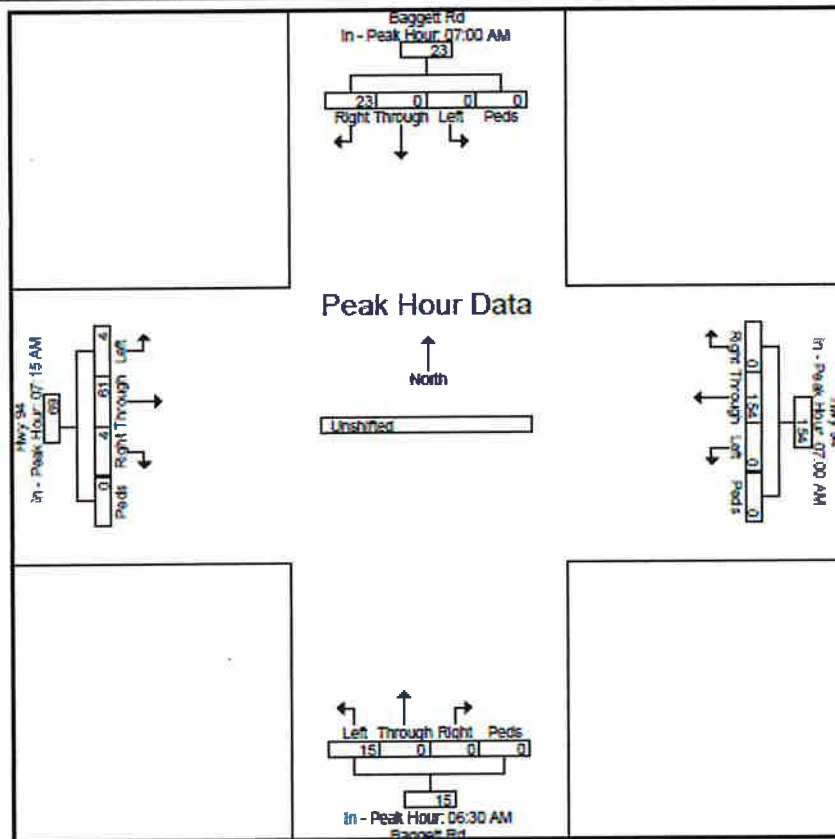 Baggett Rd
In - Peak Hour: 07:00 AM
23
23 0 0 0
Right Through Left Peds
Peak Hour Data
North
Unshifted
Hwy 94
In - Peak Hour: 07:15 AM
69
4 61 4 0
Left Through Right Peds
Hwy 94
In - Peak Hour: 07:00 AM
154
0 154 0 0
Right Through Left Peds
Left Through Right Peds
15 0 0 0
15
In - Peak Hour: 06:30 AM
Baggett Rd